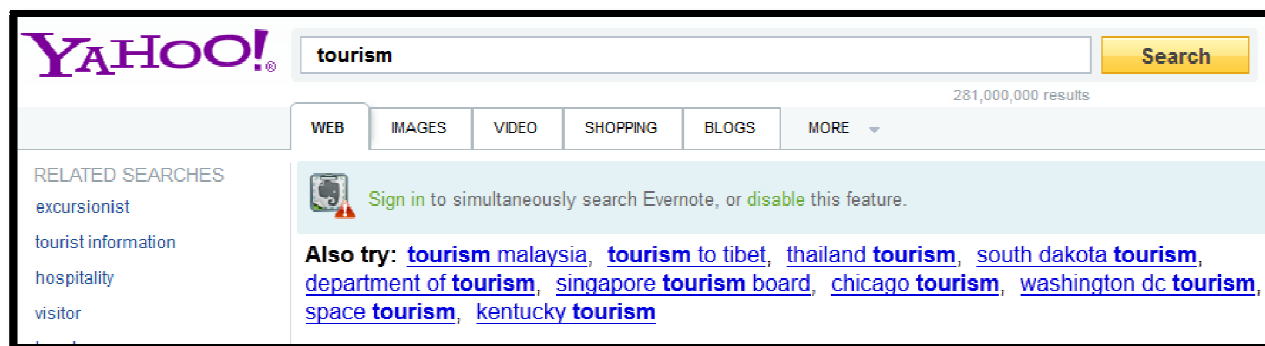 YAHOO!®
tourism
Search
281,000,000 results
WEB
IMAGES
VIDEO
SHOPPING
BLOGS
MORE
RELATED SEARCHES
excursionist
tourist information
hospitality
visitor
Sign in to simultaneously search Evernote, or disable this feature.
Also try: tourism malaysia, tourism to tibet, thailand tourism, south dakota tourism,
department of tourism, singapore tourism board, chicago tourism, washington dc tourism,
space tourism, kentucky tourism